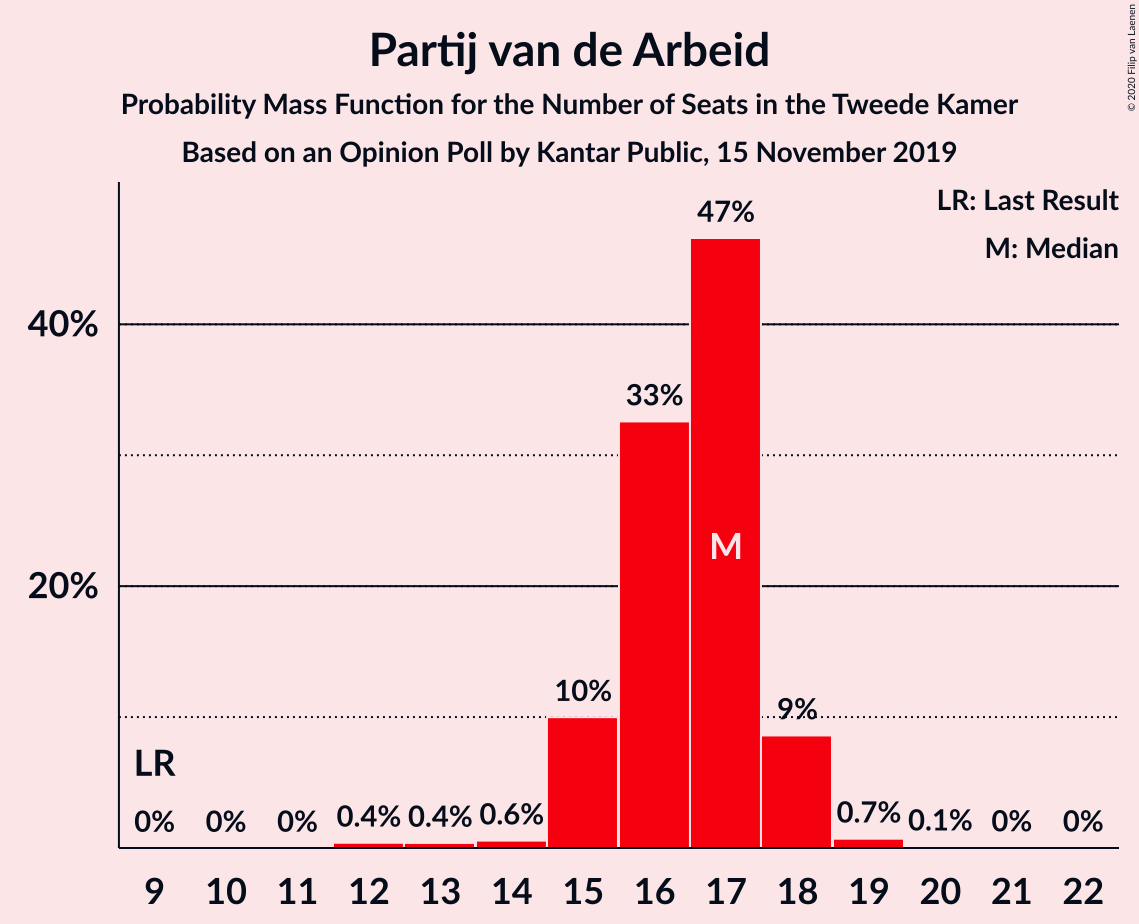 Partij van de Arbeid
Probability Mass Function for the Number of Seats in the Tweede Kamer
Based on an Opinion Poll by Kantar Public, 15 November 2019
© 2020 Filip van Laenen
LR: Last Result
M: Median
47%
40%
33%
M
20%
10%
9%
LR
0% 0% 0% 0.4% 0.4% 0.6% 0.7% 0.1% 0% 0%
9 10 11 12 13 14 15 16 17 18 19 20 21 22